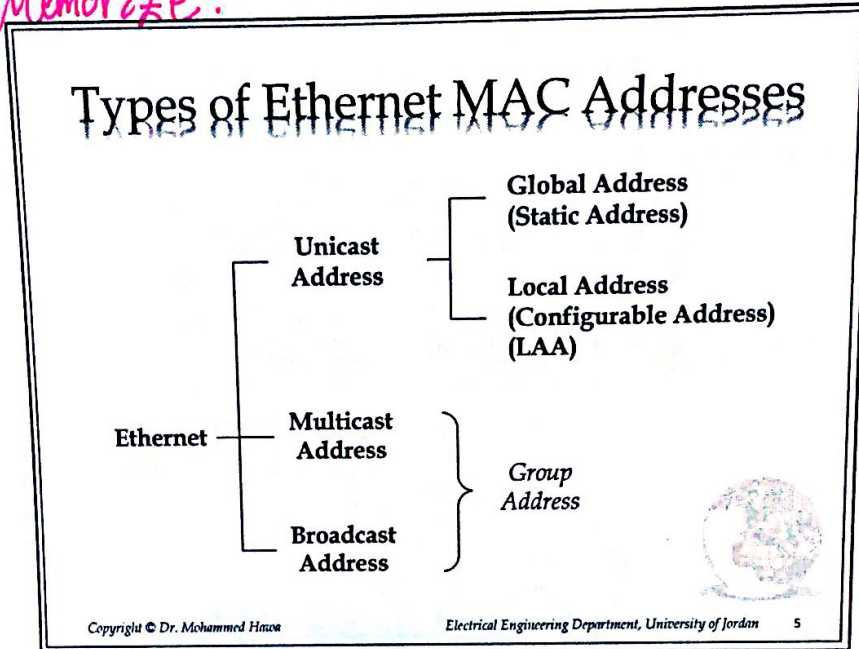 Memorize.
Types of Ethernet MAC Addresses
Global Address
(Static Address)
Unicast
Address
Local Address
(Configurable Address)
(LAA)
Ethernet
Multicast
Address
Group
Address
Broadcast
Address
Copyright © Dr. Mohammed Hawa
Electrical Engineering Department, University of Jordan 5